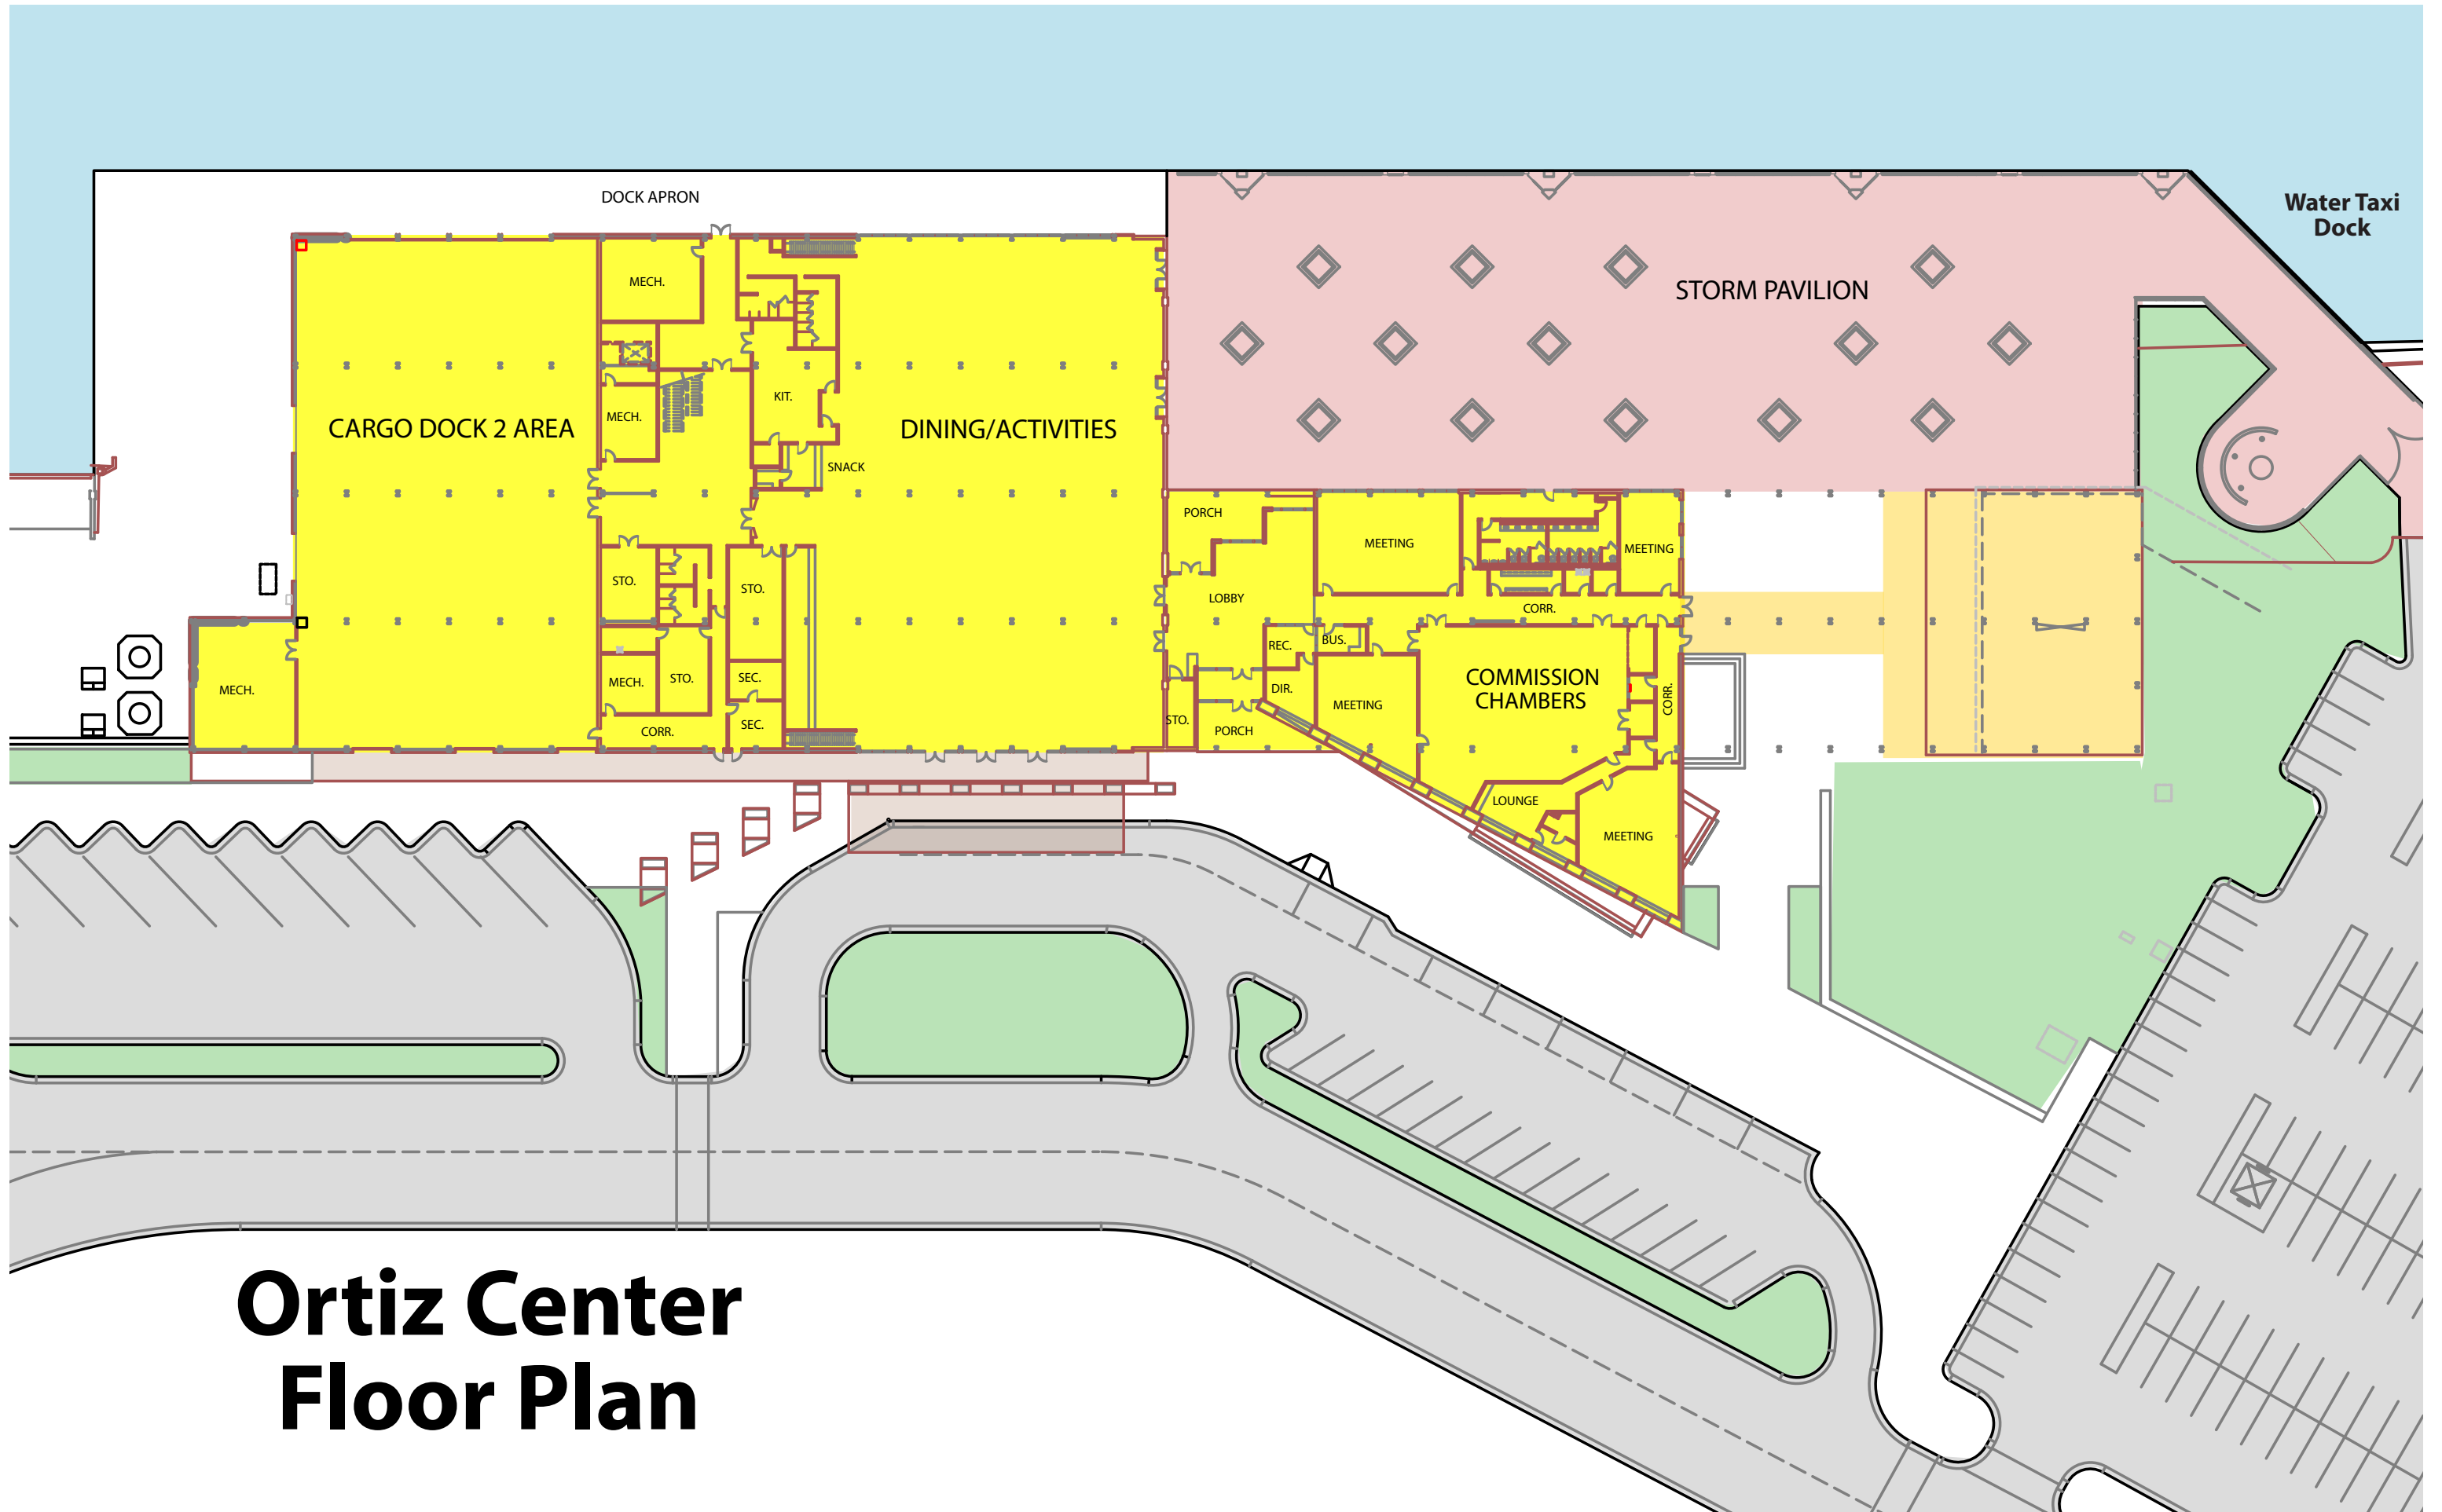 DOCK APRON
Water Taxi
Dock
MECH.
STORM PAVILION
KIT.
MECH.
CARGO DOCK 2 AREA
DINING/ACTIVITIES
SNACK
PORCH
MEETING
MEETING
STO.
STO.
LOBBY
CORR.
REC.
BUS.
MECH.
MECH.
STO.
SEC.
DIR.
COMMISSION
CHAMBERS
CORR.
MEETING
STO.
SEC.
CORR.
PORCH
LOUNGE
MEETING
Ortiz Center
Floor Plan